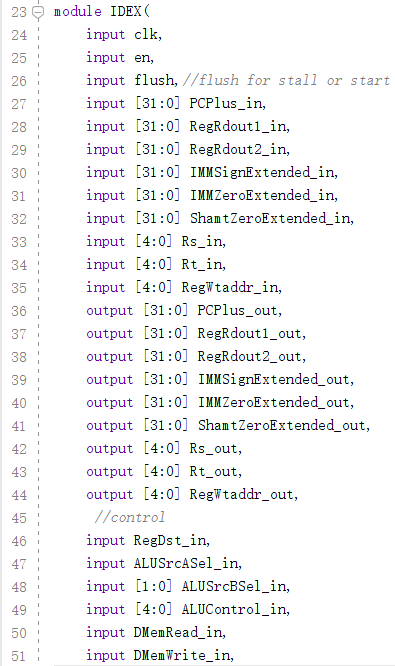 23 module IDEX(
24 input clk,
25 input en,
26 input flush,//flush for stall or start
27 input [31:0] PCPlus_in,
28 input [31:0] RegRdout1_in,
29 input [31:0] RegRdout2_in,
30 input [31:0] IMMSignExtended_in,
31 input [31:0] IMMZeroExtended_in,
32 input [31:0] ShamtZeroExtended_in,
33 input [4:0] Rs_in,
34 input [4:0] Rt_in,
35 input [4:0] RegWtaddr_in,
36 output [31:0] PCPlus_out,
37 output [31:0] RegRdout1_out,
38 output [31:0] RegRdout2_out,
39 output [31:0] IMMSignExtended_out,
40 output [31:0] IMMZeroExtended_out,
41 output [31:0] ShamtZeroExtended_out,
42 output [4:0] Rs_out,
43 output [4:0] Rt_out,
44 output [4:0] RegWtaddr_out,
45 //control
46 input RegDst_in,
47 input ALUSrcASel_in,
48 input [1:0] ALUSrcBSel_in,
49 input [4:0] ALUControl_in,
50 input DMemRead_in,
51 input DMemWrite_in,